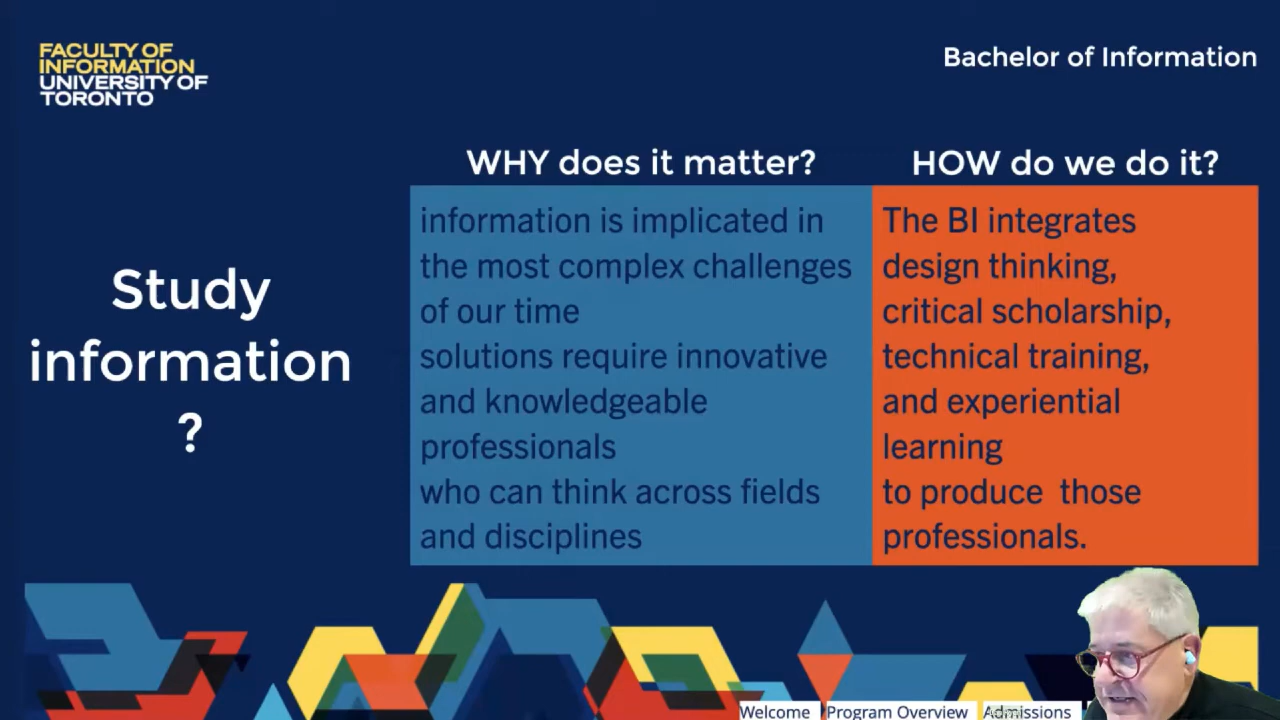 FACULTY OF
INFORMATION
UNIVERSITY OF
TORONTO
Bachelor of Information
Study
information
?
WHY does it matter?
information is implicated in
the most complex challenges
of our time
solutions require innovative
and knowledgeable
professionals
who can think across fields
and disciplines
HOW do we do it?
The BI integrates
design thinking,
critical scholarship,
technical training,
and experiential
learning
to produce those
professionals.
Welcome
Program Overview
Admissions